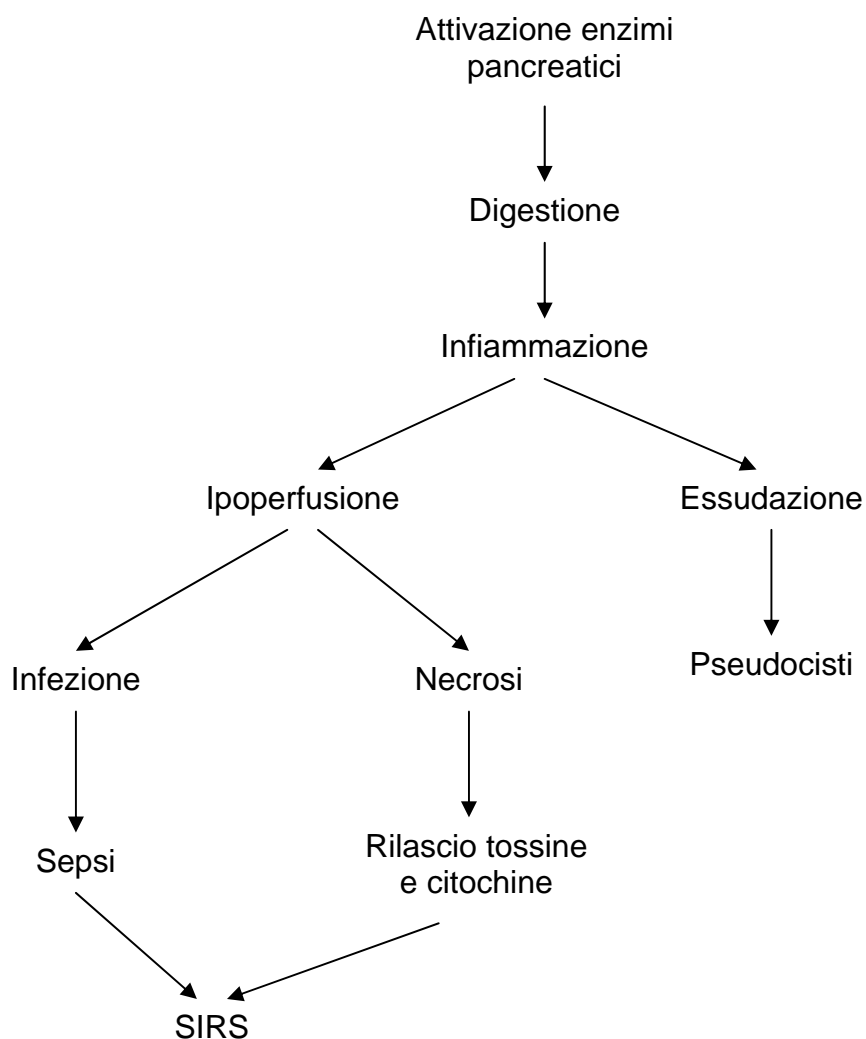 Attivazione enzimi
pancreatici
Digestione
Infiammazione
Ipoperfusione
Essudazione
Infezione
Necrosi
Pseudocisti
Sepsi
Rilascio tossine
e citochine
SIRS